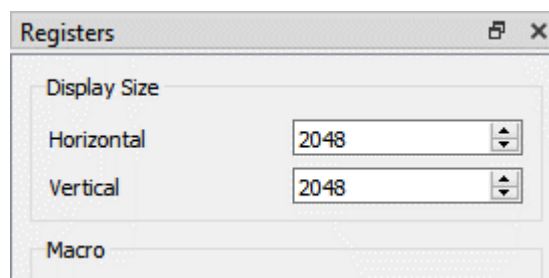 Registers
Display Size
Horizontal 2048
Vertical 2048
Macro